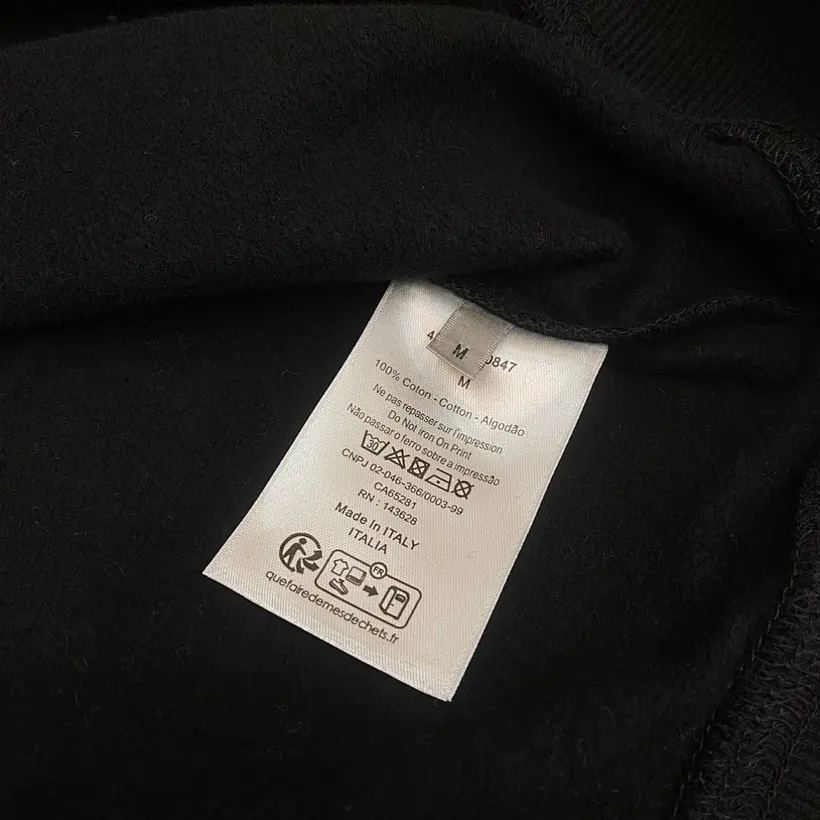 M
0847
M
100% Coton - Cotton - Algodão
Ne pas repasser sur l'impression
Do Not Iron On Print
Não passar o ferro sobre a impressão
30
CNPJ 02-046-366/0003-99
CA65281
RN : 143628
Made In ITALY
ITALIA
FR
quefairedemesdechets.fr